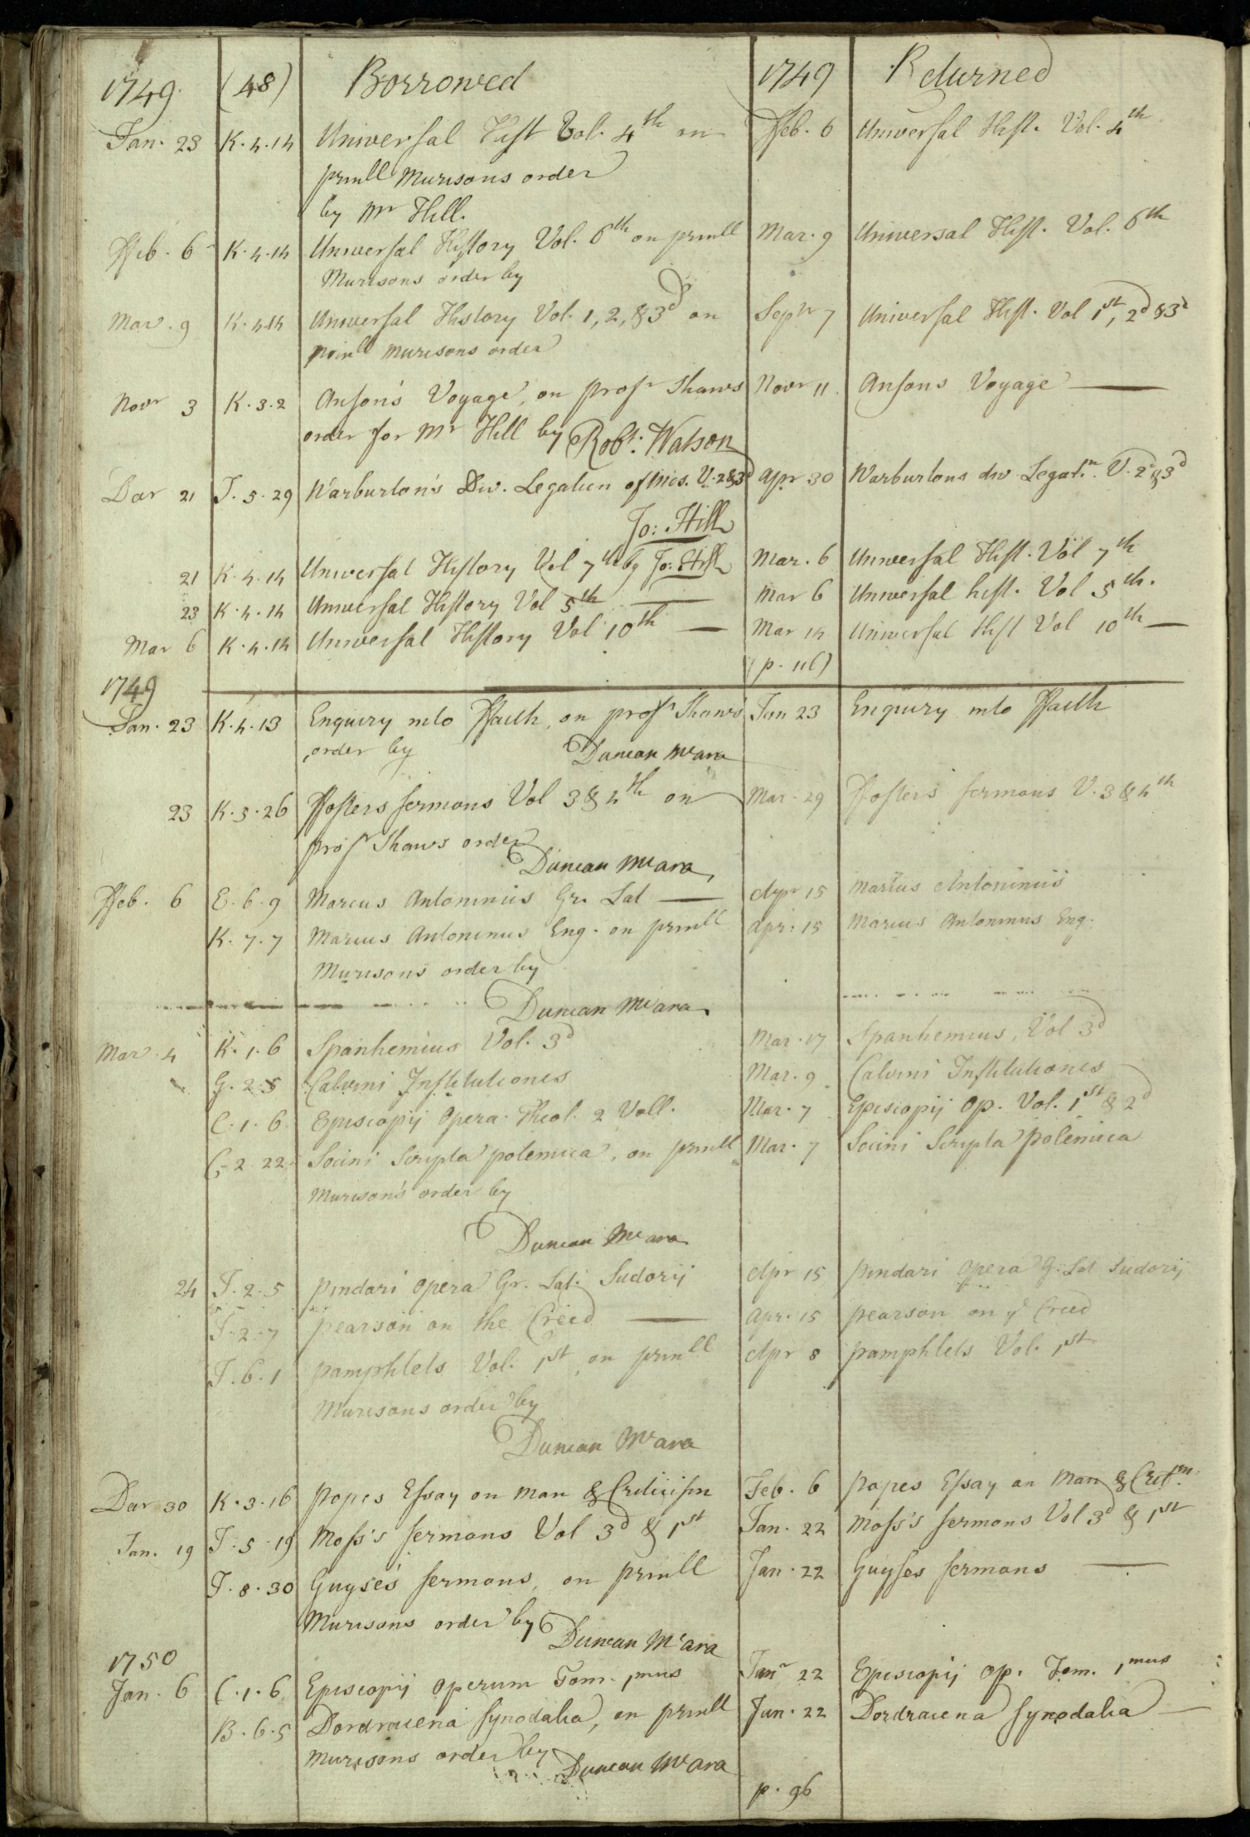 1749. (48) Borrowed 1749 Returned
Jan. 23 K.4.14 Universal Hist Vol. 4th on Ffeb. 6 Universal Hist. Vol. 4th
prinll Murisons order
by Mr Hill.
Ffeb. 6 K.4.14 Universal History Vol. 6th on prinll Mar. 9 Universal Hist. Vol. 6th
Murisons order by
Mar. 9 K.4.14 Universal History Vol. 1, 2, & 3d on Septr 7 Universal Hist. Vol 1st, 2d & 3d
prinll Murisons order
Novr 3 K.3.2 Anson's Voyage, on profr Shaws Novr 11 Ansons Voyage
order for Mr Hill by Robt. Watson
Dar 21 J.5.29 Warburton's Div. Legation of Mos. V. 2 & 3d Apr 30 Warburtons div Legatn. V. 2 & 3d
Jo: Hill
21 K.4.14 Universal History Vol 7th by Jo: Hill Mar. 6 Universal Hist. Vol 7th
23 K.4.14 Universal History Vol 5th Mar 6 Universal hist. Vol 5th.
Mar 6 K.4.14 Universal History Vol 10th Mar 14 Universal Hist Vol 10th
1749
Jan. 23 K.4.13 Enquiry into Ffaith, on profr Shaws Jan 23 Enquiry into Ffaith
order by Duncan McAra
23 K.5.26 Ffosters sermons Vol 3 & 4th on Mar. 29 Ffosters sermons V. 3 & 4th
profr Shaws order
Duncan McAra
Ffeb. 6 E.6.9 Marcus Antoninus Gr. Lat Apr 15 Marcus Antoninus
K.7.7 Marcus Antoninus Eng. on prinll Apr. 15 Marcus Antoninus Eng.
Murisons order by
Duncan McAra
Mar. 4 K.1.6 Spanhemius Vol. 3d Mar. 17 Spanhemius, Vol 3d
G.2.5 Calvini Institutiones Mar. 9 Calvini Institutiones
C.1.6 Episcopij Opera Theol. 2 Voll. Mar. 7 Episcopij Op. Vol. 1st & 2d
G.2.22 Socini Scripta polemica, on prinll Mar. 7 Socini Scripta polemica
Murison's order by
Duncan McAra
24 J.2.5 pindari Opera Gr. Lat. Sudorij Apr 15 pindari Opera G. Lat Sudorij
J.2.7 pearson on the Creed Apr. 15 pearson on ye Creed
J.6.1 pamphlets Vol. 1st, on prinll Apr 8 pamphlets Vol. 1st
Murisons order by
Duncan McAra
Dar 30 K.3.16 popes Essay on man & Criticism Feb. 6 popes Essay on man & Critsm.
Jan. 19 J.5.19 Moss's sermons Vol 3d & 1st Jan. 22 Moss's sermons Vol 3d & 1st
J.8.30 Guyse's sermons, on prinll Jan. 22 Guyses sermons
Murisons order by Duncan McAra
1750
Jan. 6 C.1.6 Episcopij Operum Tom. 1mus Janr 22 Episcopij Op. Tom. 1mus
B.6.5 Dordracena synodalia, on prinll Jan. 22 Dordracena synodalia
Murisons order by Duncan McAra
p. 96